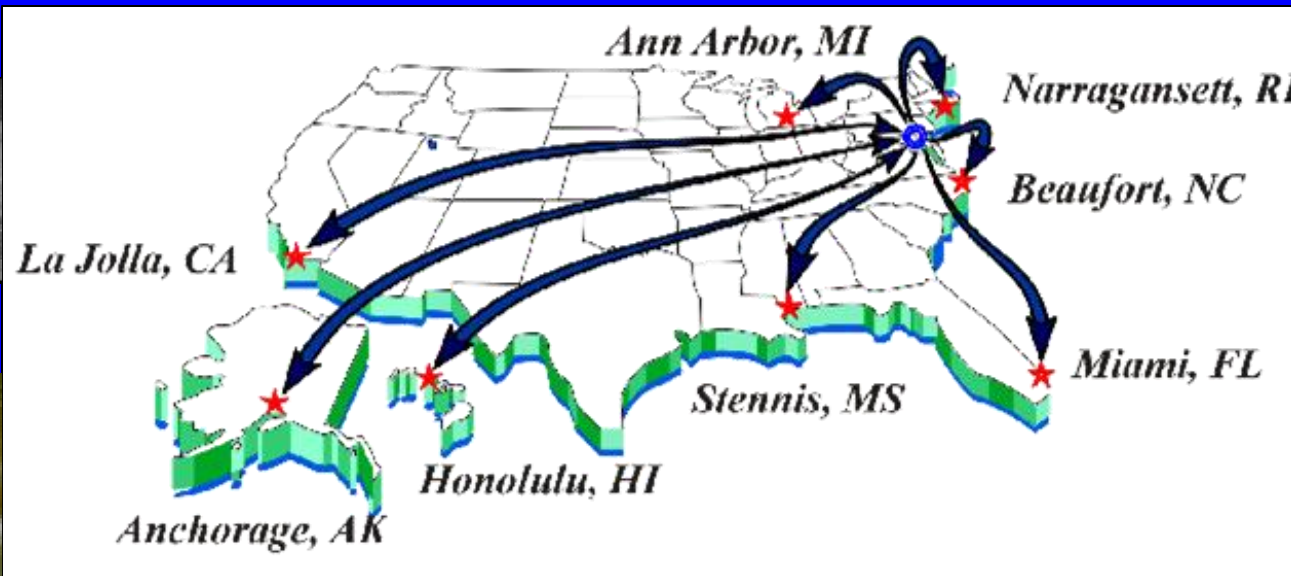 Ann Arbor, MI
Narragansett, RI
Beaufort, NC
La Jolla, CA
Miami, FL
Stennis, MS
Honolulu, HI
Anchorage, AK